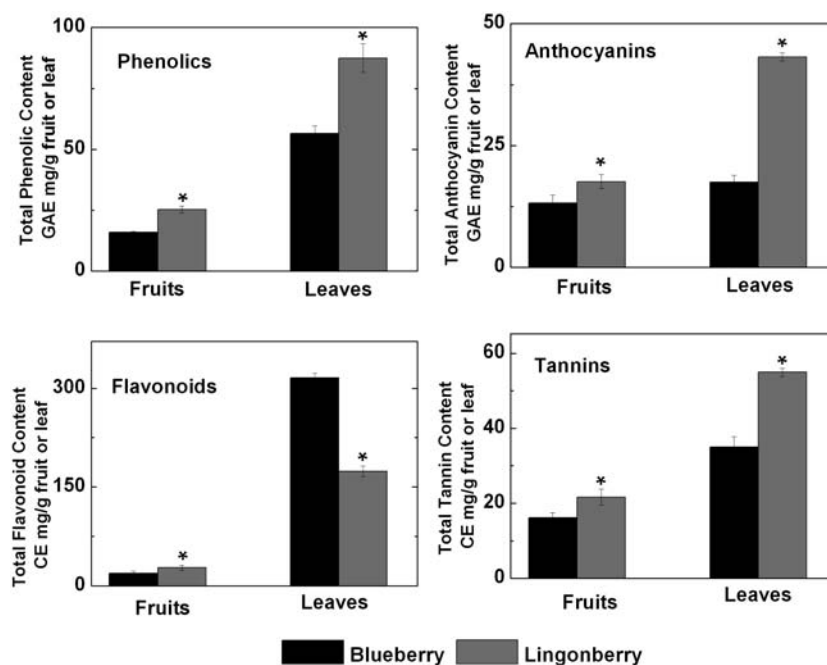 Total Phenolic Content
GAE mg/g fruit or leaf
100
50
0
Phenolics
*
*
Fruits
Leaves
Total Anthocyanin Content
GAE mg/g fruit or leaf
50
25
0
Anthocyanins
*
*
Fruits
Leaves
Total Flavonoid Content
CE mg/g fruit or leaf
300
150
0
Flavonoids
*
*
Fruits
Leaves
Total Tannin Content
CE mg/g fruit or leaf
60
40
20
0
Tannins
*
*
Fruits
Leaves
Blueberry
Lingonberry